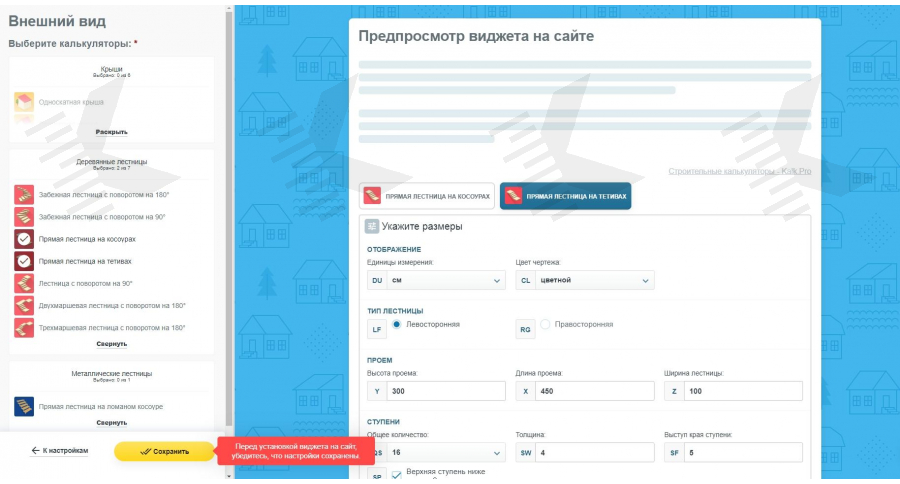 Внешний вид
Выберите калькуляторы: *
Крыши
Выбрано: 0 из 6
Односкатная крыша
Раскрыть
Деревянные лестницы
Выбрано: 2 из 7
Забежная лестница с поворотом на 180°
Забежная лестница с поворотом на 90°
Прямая лестница на косоурах
Прямая лестница на тетивах
Лестница с поворотом на 90°
Двухмаршевая лестница с поворотом на 180°
Трехмаршевая лестница с поворотом на 180°
Свернуть
Металлические лестницы
Выбрано: 0 из 1
Прямая лестница на ломаном косоуре
Свернуть
← К настройкам
Сохранить
Перед установкой виджета на сайт,
убедитесь, что настройки сохранены.
Предпросмотр виджета на сайте
Строительные калькуляторы - Kalk.Pro
ПРЯМАЯ ЛЕСТНИЦА НА КОСОУРАХ
ПРЯМАЯ ЛЕСТНИЦА НА ТЕТИВАХ
Укажите размеры
ОТОБРАЖЕНИЕ
Единицы измерения: Цвет чертежа:
DU см CL цветной
ТИП ЛЕСТНИЦЫ
LF Левосторонняя RG Правосторонняя
ПРОЕМ
Высота проема: Длина проема: Ширина лестницы:
Y 300 X 450 Z 100
СТУПЕНИ
Общее количество: Толщина: Выступ края ступени:
QS 16 SW 4 SF 5
SP Верхняя ступень ниже